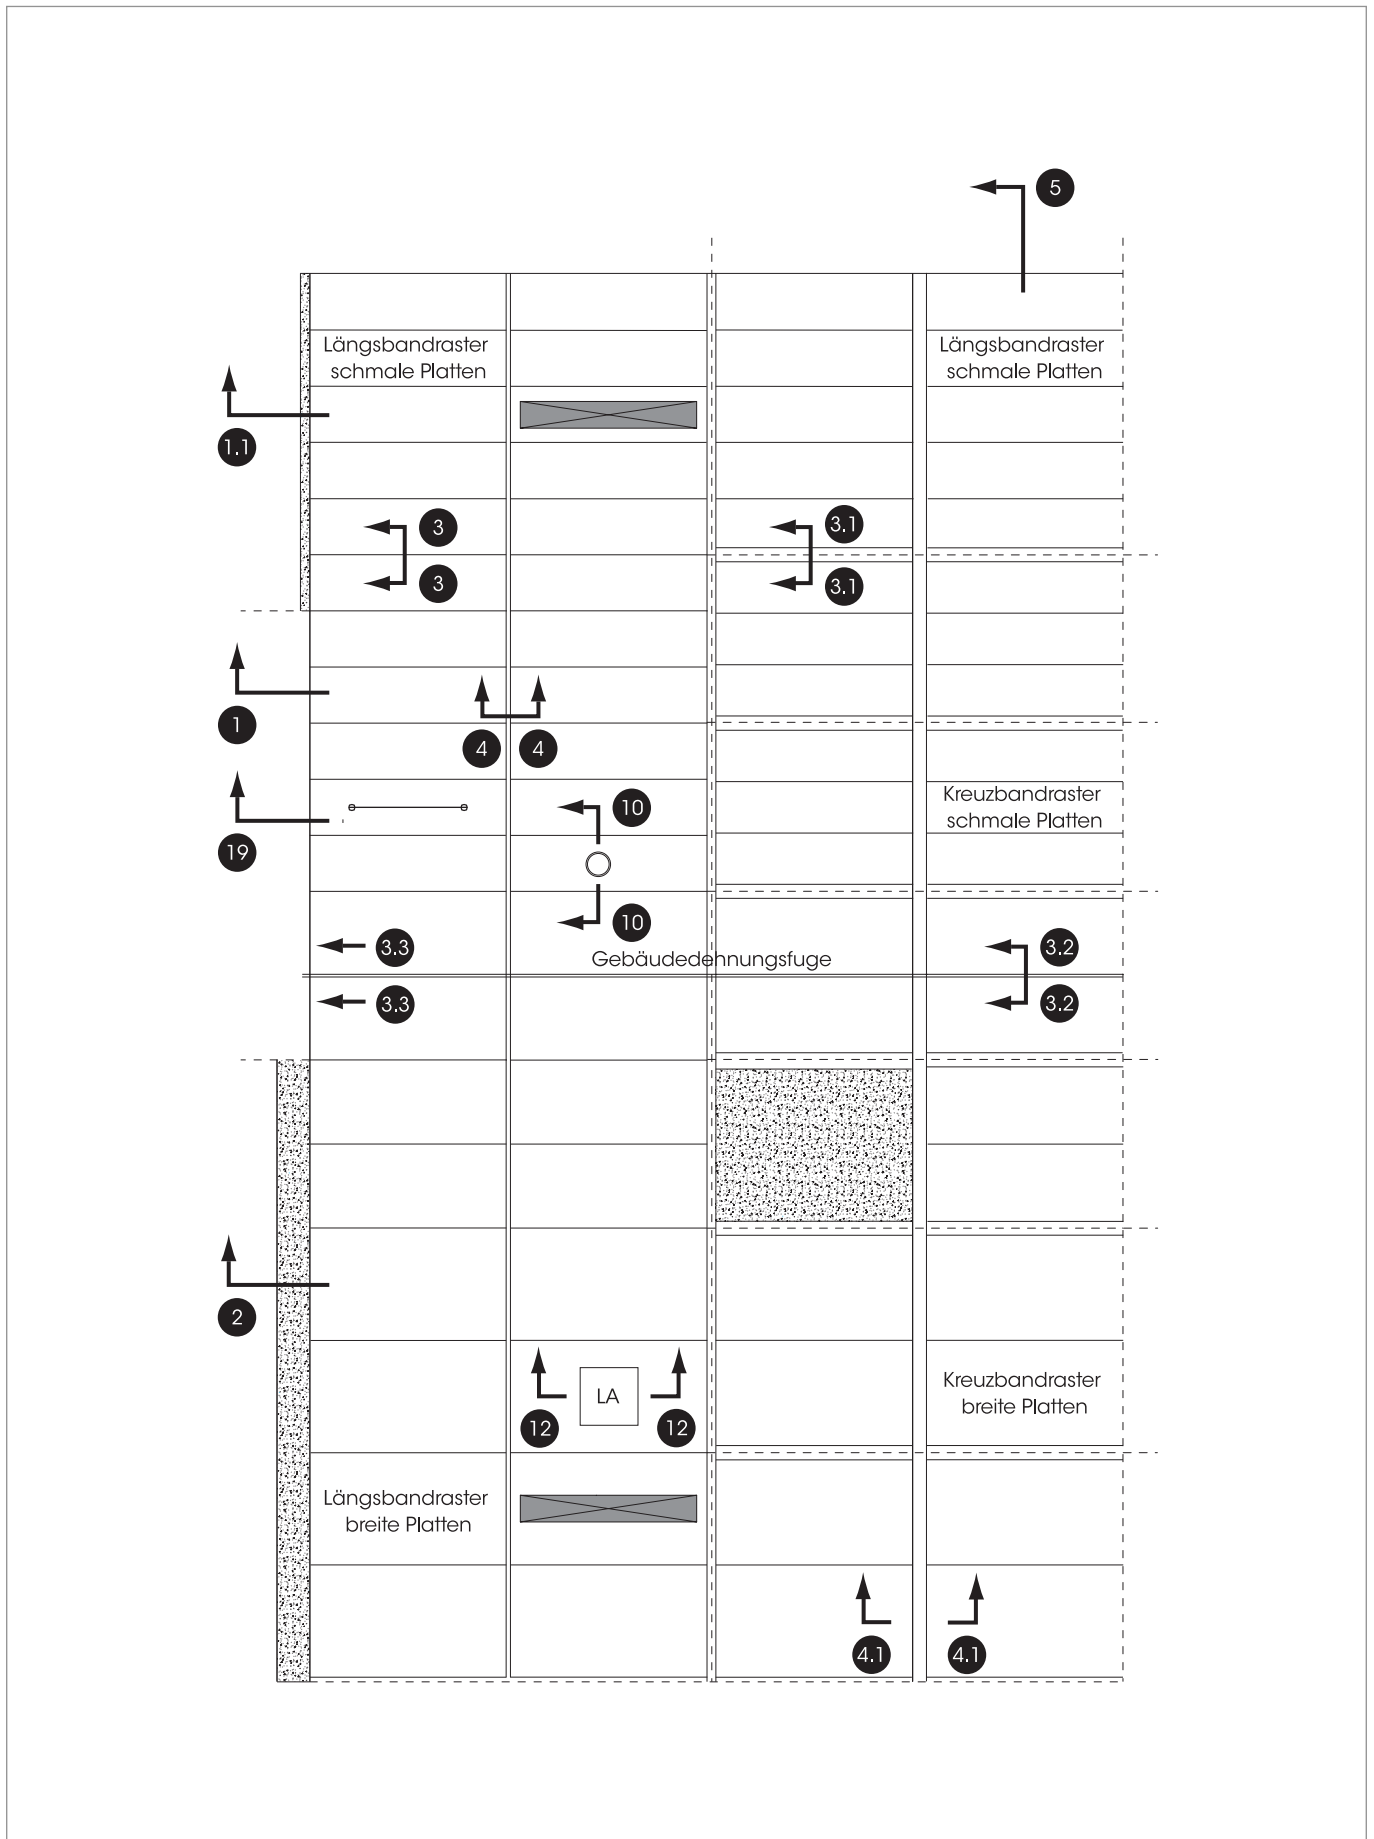 5
Längsbandraster
schmale Platten
Längsbandraster
schmale Platten
1.1
3
3.1
3
3.1
1
4
4
Kreuzbandraster
schmale Platten
10
19
10
3.3
3.2
Gebäudedehnungsfuge
3.3
3.2
2
Kreuzbandraster
breite Platten
LA
12
12
Längsbandraster
breite Platten
4.1
4.1